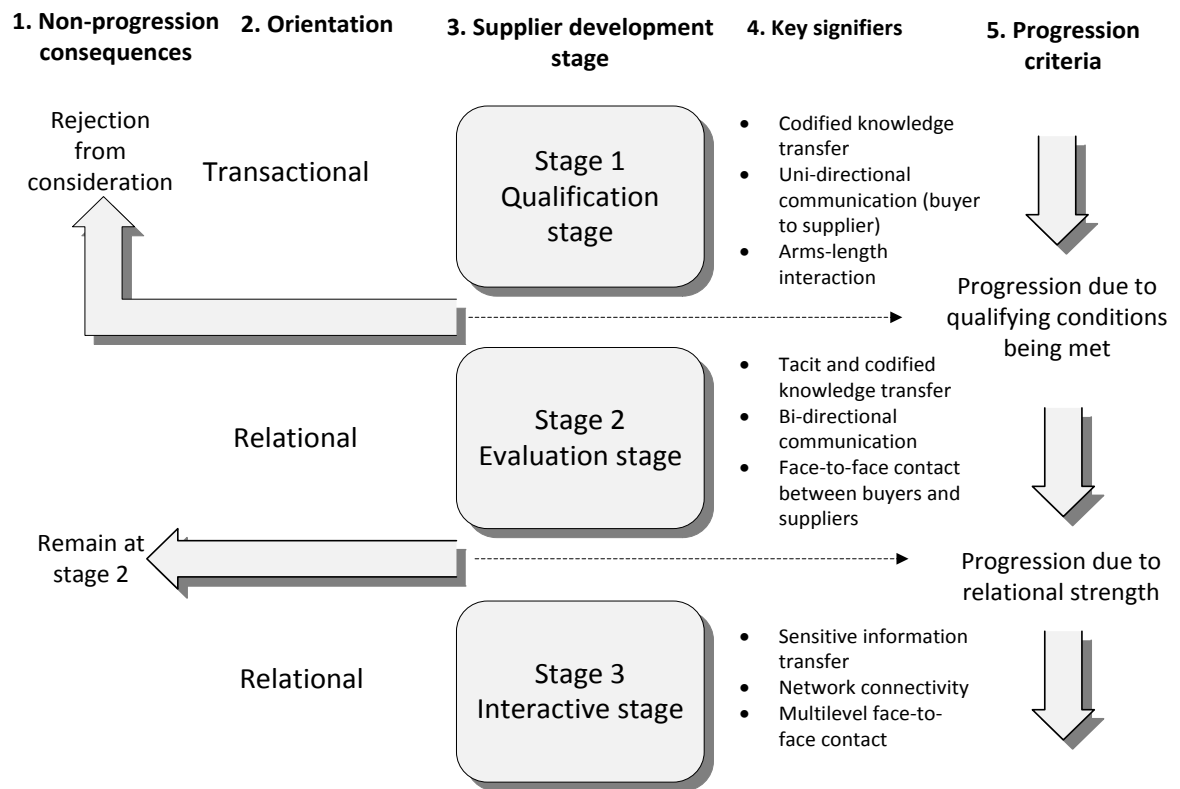 1. Non-progression
consequences
2. Orientation
3. Supplier development
stage
4. Key signifiers
5. Progression
criteria
Rejection
from
consideration
Transactional
Stage 1
Qualification
stage
• Codified knowledge
transfer
• Uni-directional
communication (buyer
to supplier)
• Arms-length
interaction
Progression due to
qualifying conditions
being met
Relational
Stage 2
Evaluation stage
• Tacit and codified
knowledge transfer
• Bi-directional
communication
• Face-to-face contact
between buyers and
suppliers
Remain at
stage 2
Progression due to
relational strength
Relational
Stage 3
Interactive stage
• Sensitive information
transfer
• Network connectivity
• Multilevel face-to-
face contact